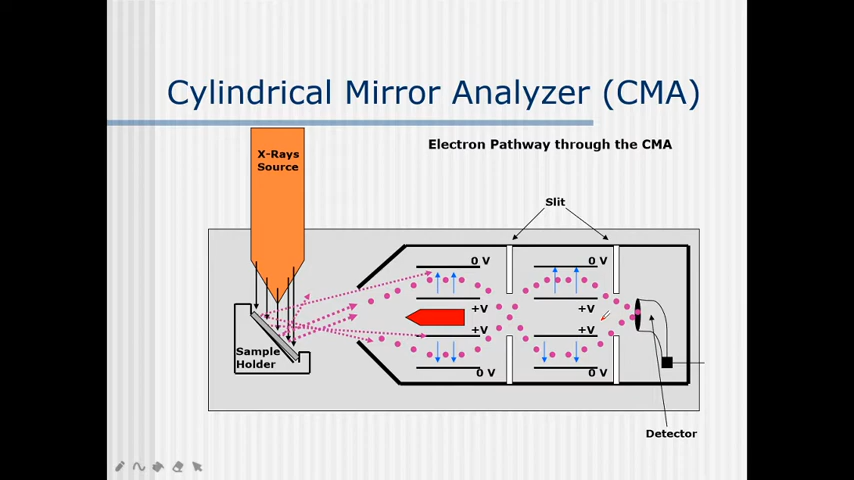 Cylindrical Mirror Analyzer (CMA)
Electron Pathway through the CMA
X-Rays
Source
Slit
0 V
0 V
+V
+V
+V
+V
0 V
0 V
Sample
Holder
Detector